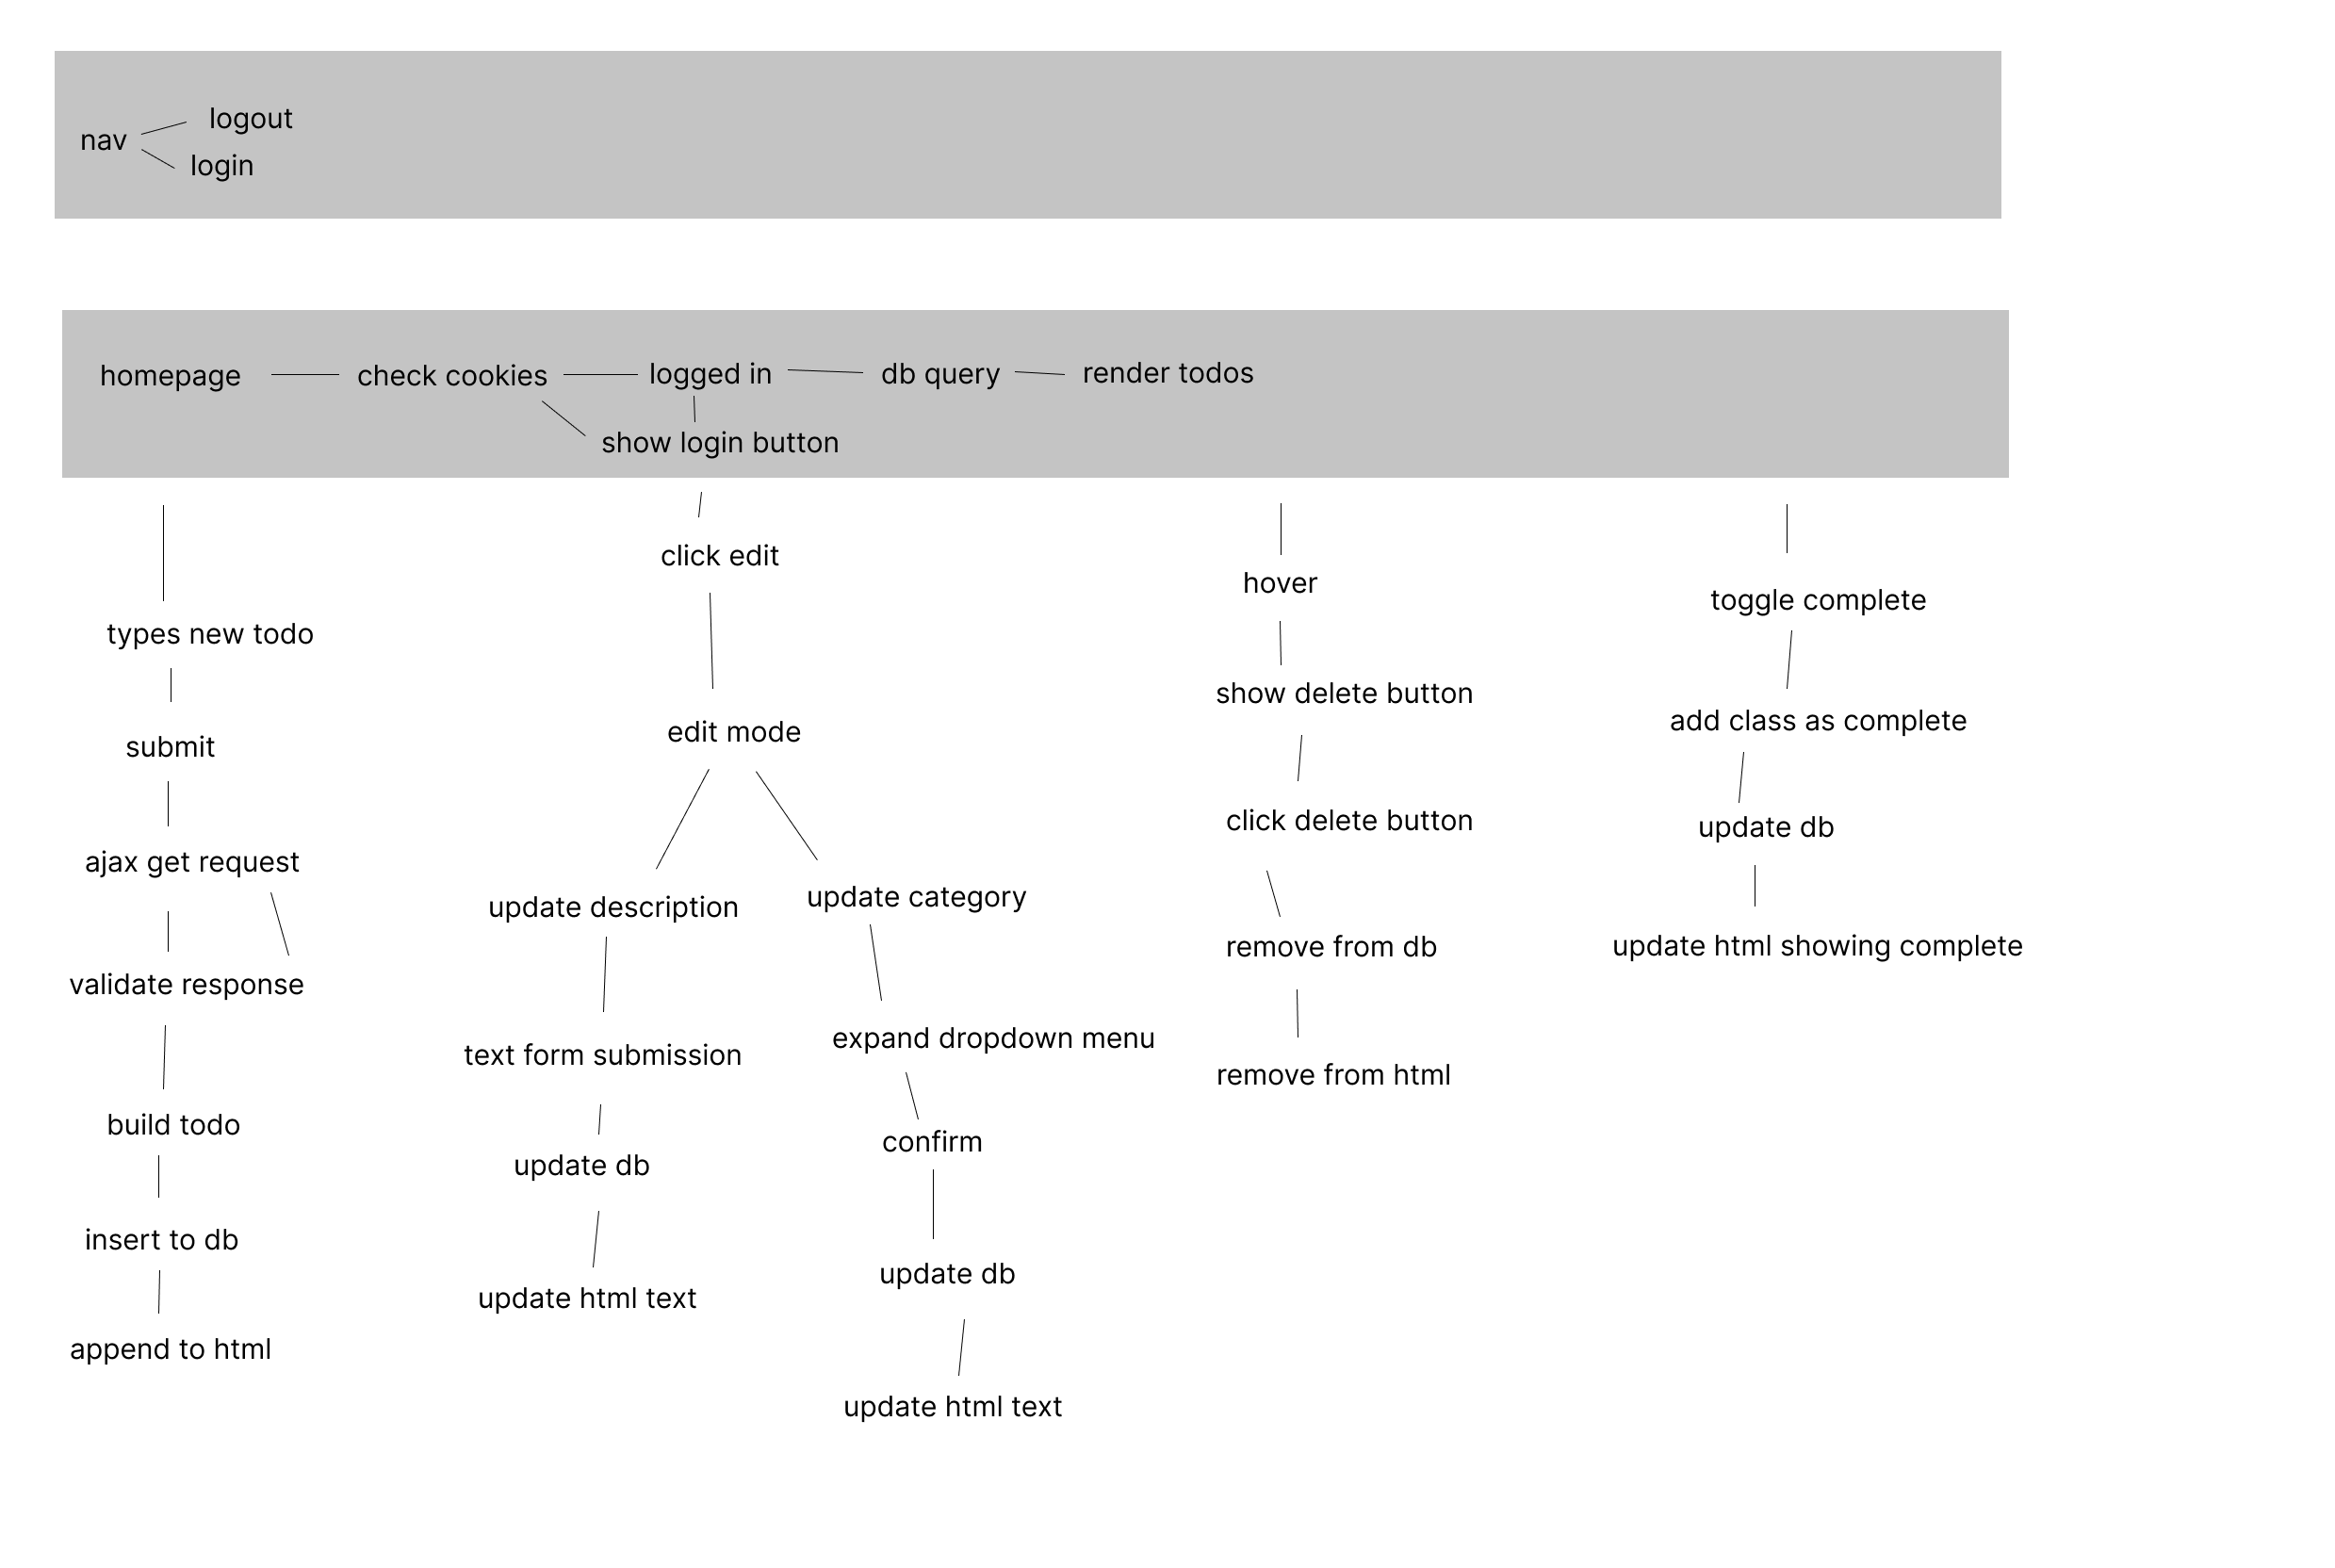 nav
logout
login
homepage
check cookies
logged in
db query
render todos
show login button
types new todo
submit
ajax get request
validate response
build todo
insert to db
append to html
click edit
edit mode
update description
text form submission
update db
update html text
update category
expand dropdown menu
confirm
update db
update html text
hover
show delete button
click delete button
remove from db
remove from html
toggle complete
add class as complete
update db
update html showing complete